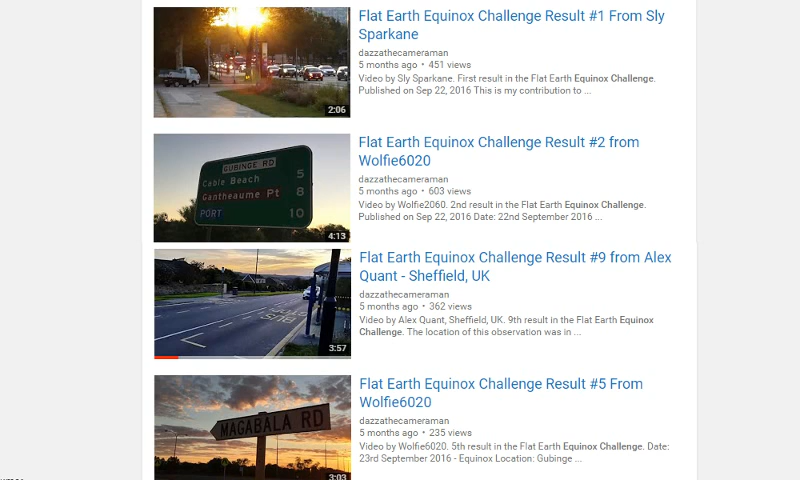 Flat Earth Equinox Challenge Result #1 From Sly
Sparkane
dazzathecameraman
5 months ago • 451 views
Video by Sly Sparkane. First result in the Flat Earth Equinox Challenge.
Published on Sep 22, 2016 This is my contribution to ...
2:06
Flat Earth Equinox Challenge Result #2 from
Wolfie6020
dazzathecameraman
5 months ago • 603 views
Video by Wolfie2060. 2nd result in the Flat Earth Equinox Challenge.
Published on Sep 22, 2016 Date: 22nd September 2016 ...
GUBINGE RD
Cable Beach 5
Gantheaume Pt 8
PORT 10
4:13
Flat Earth Equinox Challenge Result #9 from Alex
Quant - Sheffield, UK
dazzathecameraman
5 months ago • 362 views
Video by Alex Quant, Sheffield, UK. 9th result in the Flat Earth Equinox
Challenge. The location of this observation was in ...
3:57
Flat Earth Equinox Challenge Result #5 From
Wolfie6020
dazzathecameraman
5 months ago • 235 views
Video by Wolfie6020. 5th result in the Flat Earth Equinox Challenge. Date:
23rd September 2016 - Equinox Location: Gubinge ...
MAGABALA RD
3:03